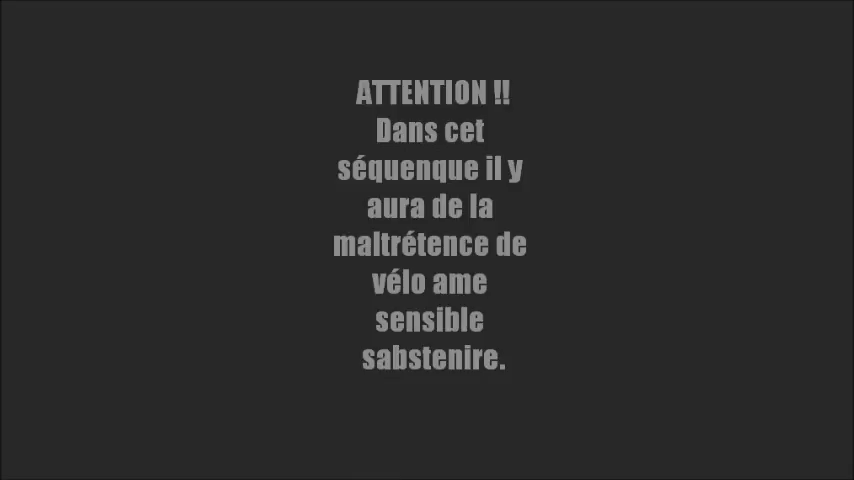 ATTENTION !!
Dans cet
séquenque il y
aura de la
maltrétence de
vélo ame
sensible
sabstenire.